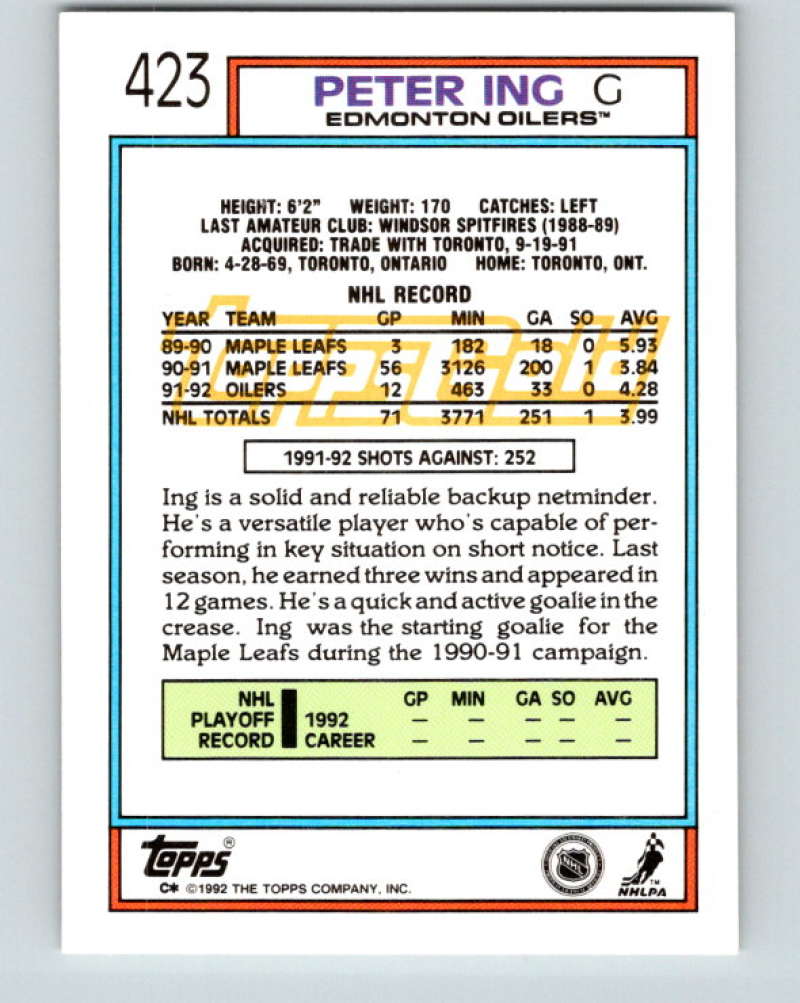 423
PETER ING G
EDMONTON OILERS™
HEIGHT: 6'2" WEIGHT: 170 CATCHES: LEFT
LAST AMATEUR CLUB: WINDSOR SPITFIRES (1988-89)
ACQUIRED: TRADE WITH TORONTO, 9-19-91
BORN: 4-28-69, TORONTO, ONTARIO HOME: TORONTO, ONT.
NHL RECORD
YEAR TEAM GP MIN GA SO AVG
89-90 MAPLE LEAFS 3 182 18 0 5.93
90-91 MAPLE LEAFS 56 3126 200 1 3.84
91-92 OILERS 12 463 33 0 4.28
NHL TOTALS 71 3771 251 1 3.99
ToppsGold
1991-92 SHOTS AGAINST: 252
Ing is a solid and reliable backup netminder.
He's a versatile player who's capable of per-
forming in key situation on short notice. Last
season, he earned three wins and appeared in
12 games. He's a quick and active goalie in the
crease. Ing was the starting goalie for the
Maple Leafs during the 1990-91 campaign.
NHL GP MIN GA SO AVG
PLAYOFF 1992 – – – – –
RECORD CAREER – – – – –
TOPPS®
C* ©1992 THE TOPPS COMPANY, INC.
NHL
™
NHLPA